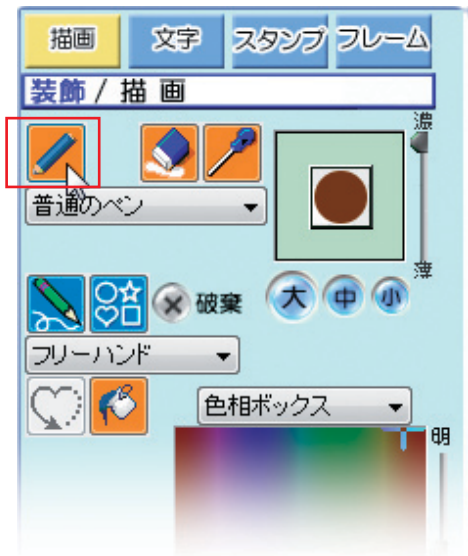 描画 文字 スタンプ フレーム
装飾 / 描 画
濃
普通のペン
薄
破棄 大 中 小
フリーハンド
色相ボックス
明